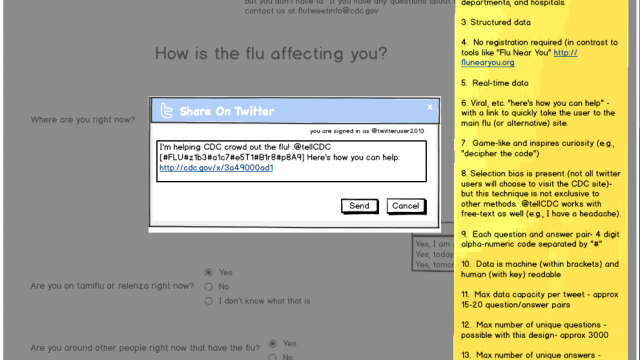 but you don't have to. If you have any questions about
contact us at flutweetinfo@cdc.gov
How is the flu affecting you?
Where are you right now?
Share On Twitter
x
you are signed in as @twitteruser2013
I'm helping CDC crowd out the flu! .@tellCDC
[#FLU#z1b3#a1c7#e5T1#B1r8#p8A9] Here's how you can help:
http://cdc.gov/x/3a49000ad1
Send
Cancel
Yes, I am
Yes, today
Yes, tomor
Are you on tamiflu or relenza right now?
Yes
No
I don't know what that is
Are you around other people right now that have the flu?
Yes
No
departments, and hospitals.
3. Structured data
4. No registration required (in contrast to
tools like "Flu Near You" http://
flunearyou.org
5. Real-time data
6. Viral, etc. "here's how you can help" -
with a link to quickly take the user to the
main flu (or alternative) site.
7. Game-like and inspires curiosity (e.g.,
"decipher the code")
8. Selection bias is present (not all twitter
users will choose to visit the CDC site)-
but this technique is not exclusive to
other methods. .@tellCDC works with
free-text as well (e.g., I have a headache).
9. Each question and answer pair- 4 digit
alpha-numeric code separated by "#"
10. Data is machine (within brackets) and
human (with key) readable
11. Max data capacity per tweet - approx
15-20 question/answer pairs
12. Max number of unique questions -
possible with this design- approx 3000
13. Max number of unique answers -